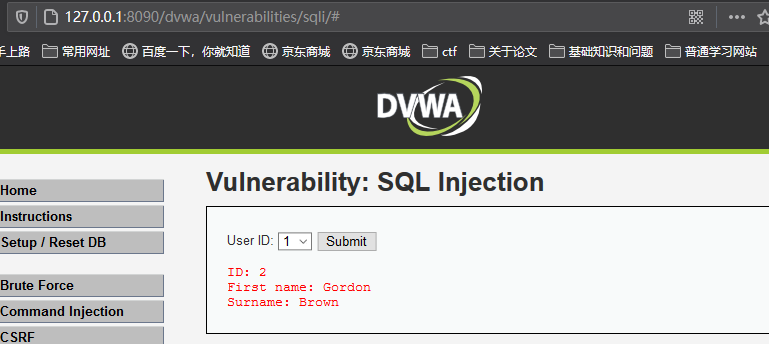 127.0.0.1:8090/dvwa/vulnerabilities/sqli/#
手上路 常用网址 百度一下，你就知道 京东商城 京东商城 ctf 关于论文 基础知识和问题 普通学习网站
DVWA
Vulnerability: SQL Injection
Home
Instructions
Setup / Reset DB
Brute Force
Command Injection
CSRF
User ID: 1 Submit
ID: 2
First name: Gordon
Surname: Brown